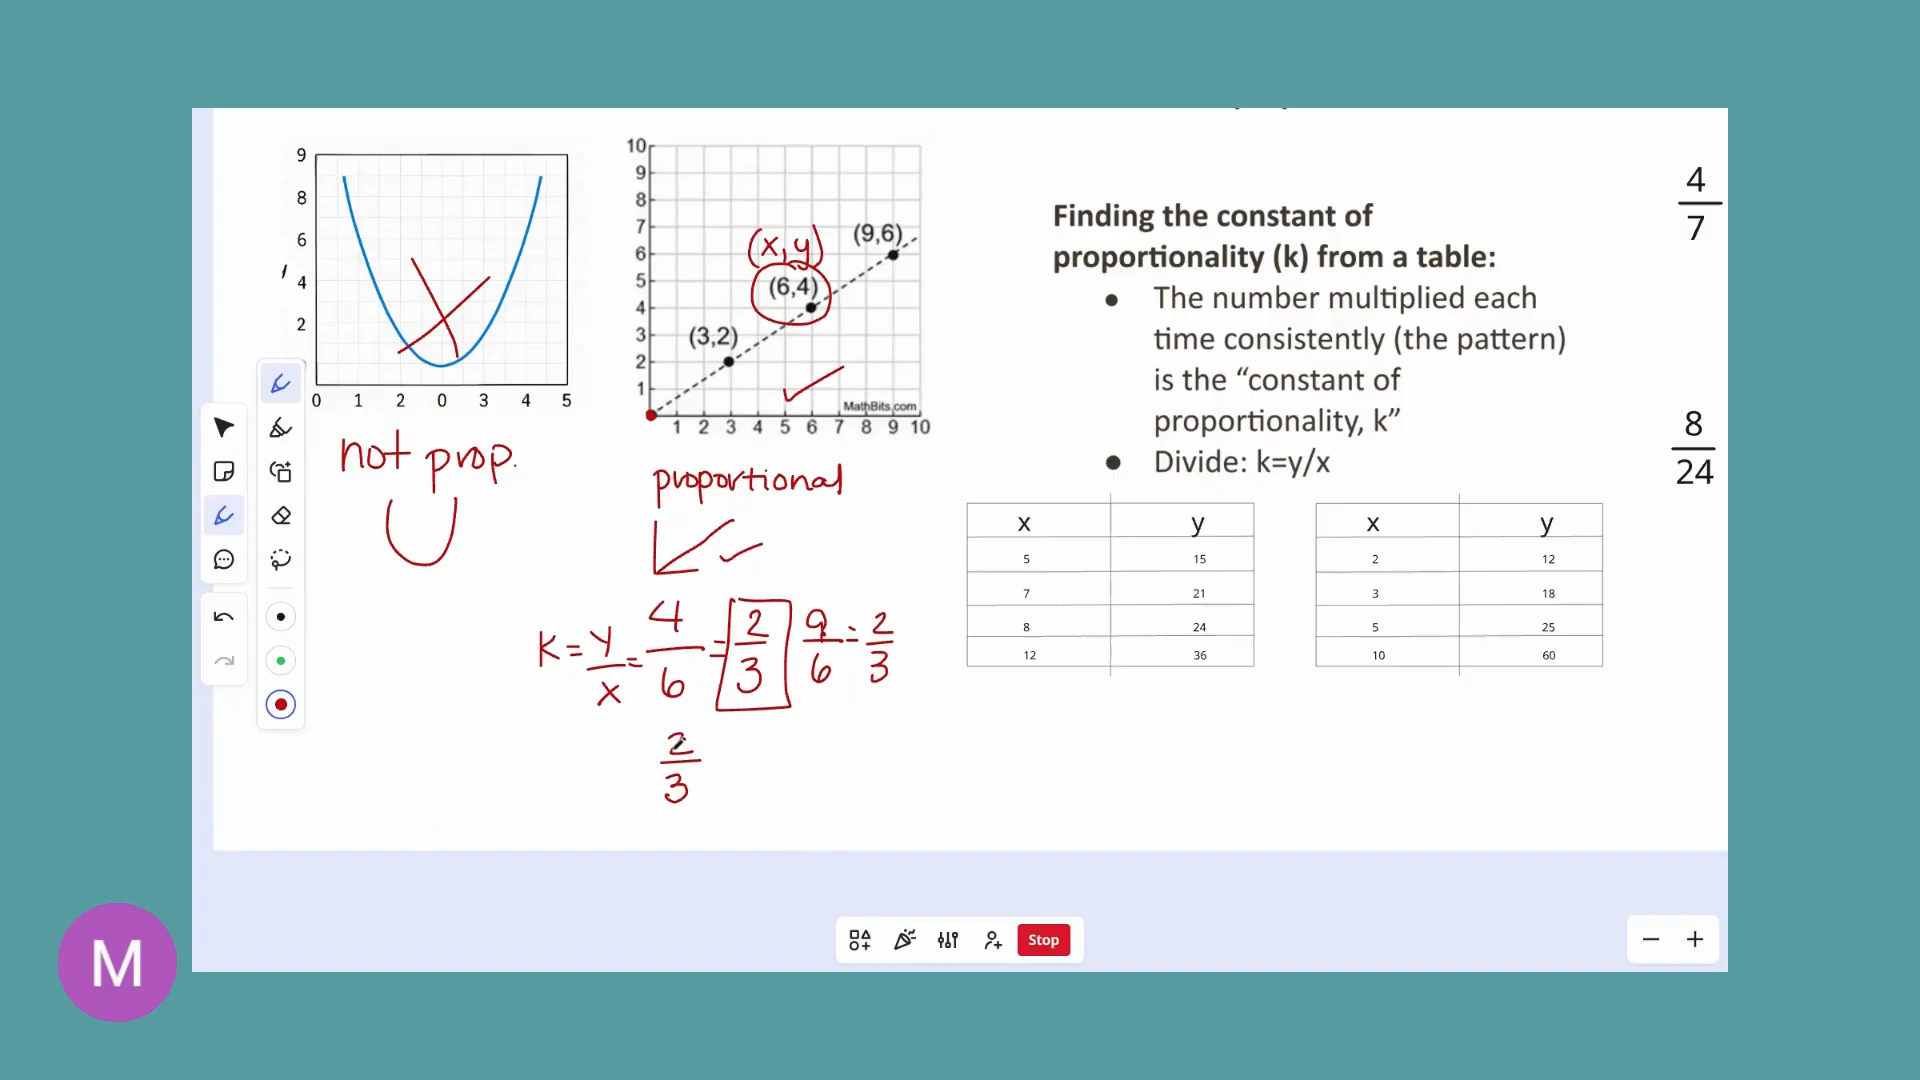 9
8
6
4
2
0 1 2 0 3 4 5
not prop.
10
9
8
7
6
5
4
3
2
1
(x, y)
(9,6)
(6,4)
(3,2)
MathBits.com
1 2 3 4 5 6 7 8 9 10
proportional
K = y/x = 4/6 = 2/3 9/6 = 2/3
2/3
Finding the constant of
proportionality (k) from a table:
● The number multiplied each
time consistently (the pattern)
is the “constant of
proportionality, k”
● Divide: k=y/x
x y
5 15
7 21
8 24
12 36
x y
2 12
3 18
5 25
10 60
4
7
8
24
Stop
M